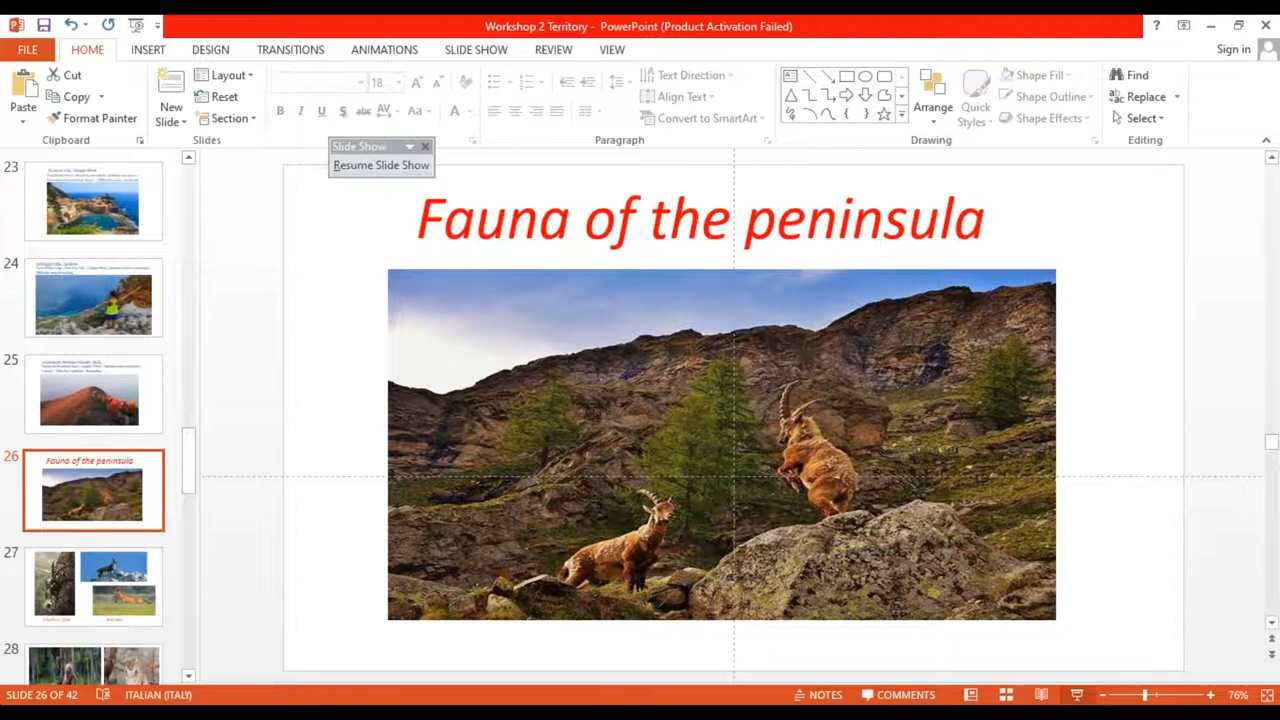 Workshop 2 Territory - PowerPoint (Product Activation Failed)
FILE
HOME
INSERT
DESIGN
TRANSITIONS
ANIMATIONS
SLIDE SHOW
REVIEW
VIEW
Sign in
Paste
Cut
Copy
Format Painter
Clipboard
New Slide
Layout
Reset
Section
Slides
18
B I U S abc AV Aa A
Paragraph
Text Direction
Align Text
Convert to SmartArt
Arrange
Quick Styles
Shape Fill
Shape Outline
Shape Effects
Drawing
Find
Replace
Select
Editing
Slide Show
Resume Slide Show
23
24
25
26
Fauna of the peninsula
27
28
Fauna of the peninsula
SLIDE 26 OF 42
ITALIAN (ITALY)
NOTES
COMMENTS
76%